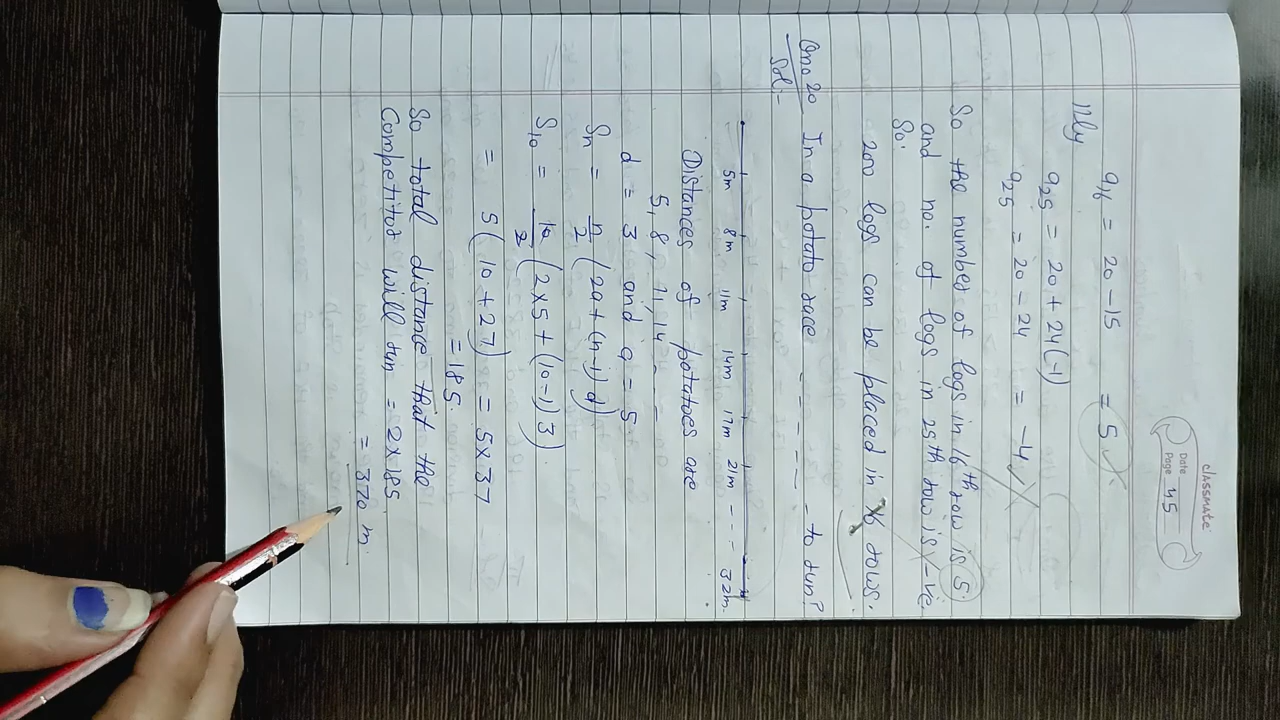 classmate
Date
Page 45
a16 = 20 - 15 = 5
111ly a25 = 20 + 24(-1)
a25 = 20 - 24 = -4
So the number of logs in 16th row is 5
and no. of logs in 25th row is -ve.
So,
200 logs can be placed in 16 rows.
Qno 20 In a potato race - - - - - - - to run?
Sol:-
5m 8m 11m 14m 17m 21m - - - 32m.
Distances of potatoes are
5, 8, 11, 14 - - -
d = 3 and a = 5
Sn = n/2 (2a + (n-1)d)
S10 = 10/2 (2×5 + (10-1)3)
= 5(10+27) = 5×37
= 185.
So total distance that the
Competitor will run = 2×185.
= 370 m.